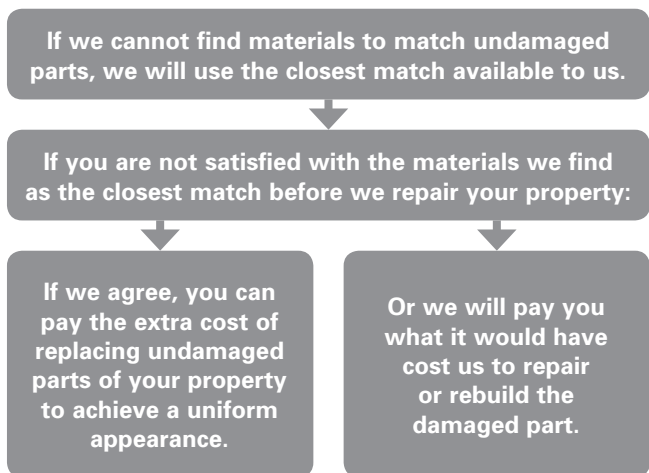 If we cannot find materials to match undamaged
parts, we will use the closest match available to us.
If you are not satisfied with the materials we find
as the closest match before we repair your property:
If we agree, you can
pay the extra cost of
replacing undamaged
parts of your property
to achieve a uniform
appearance.
Or we will pay you
what it would have
cost us to repair
or rebuild the
damaged part.